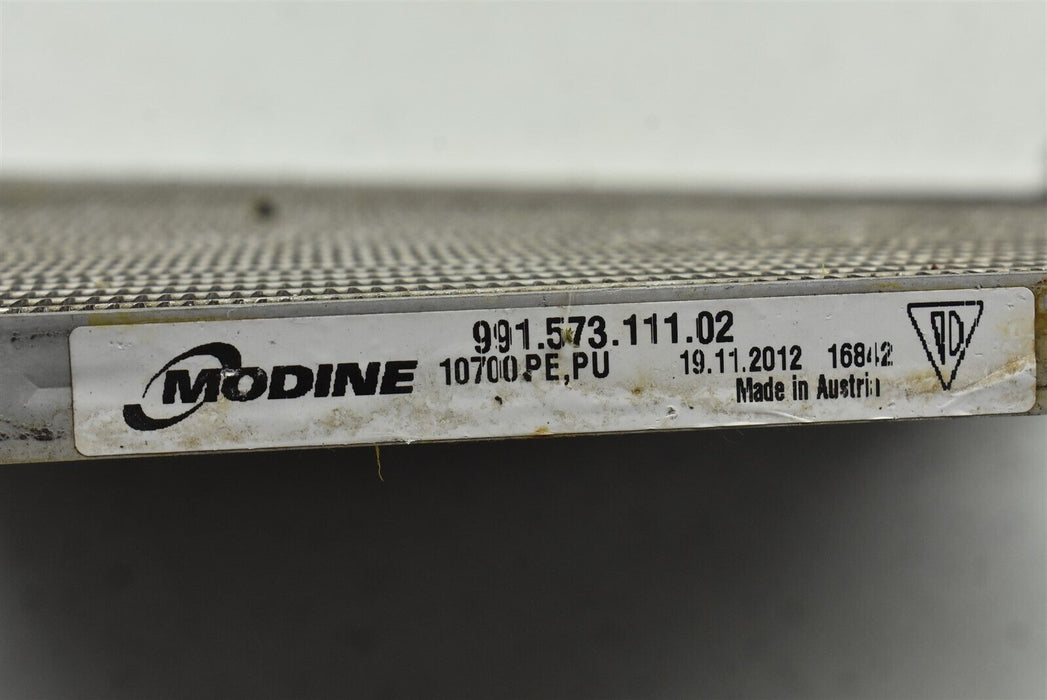 MODINE
991.573.111.02
10700.PE,PU 19.11.2012 16842
Made in Austria